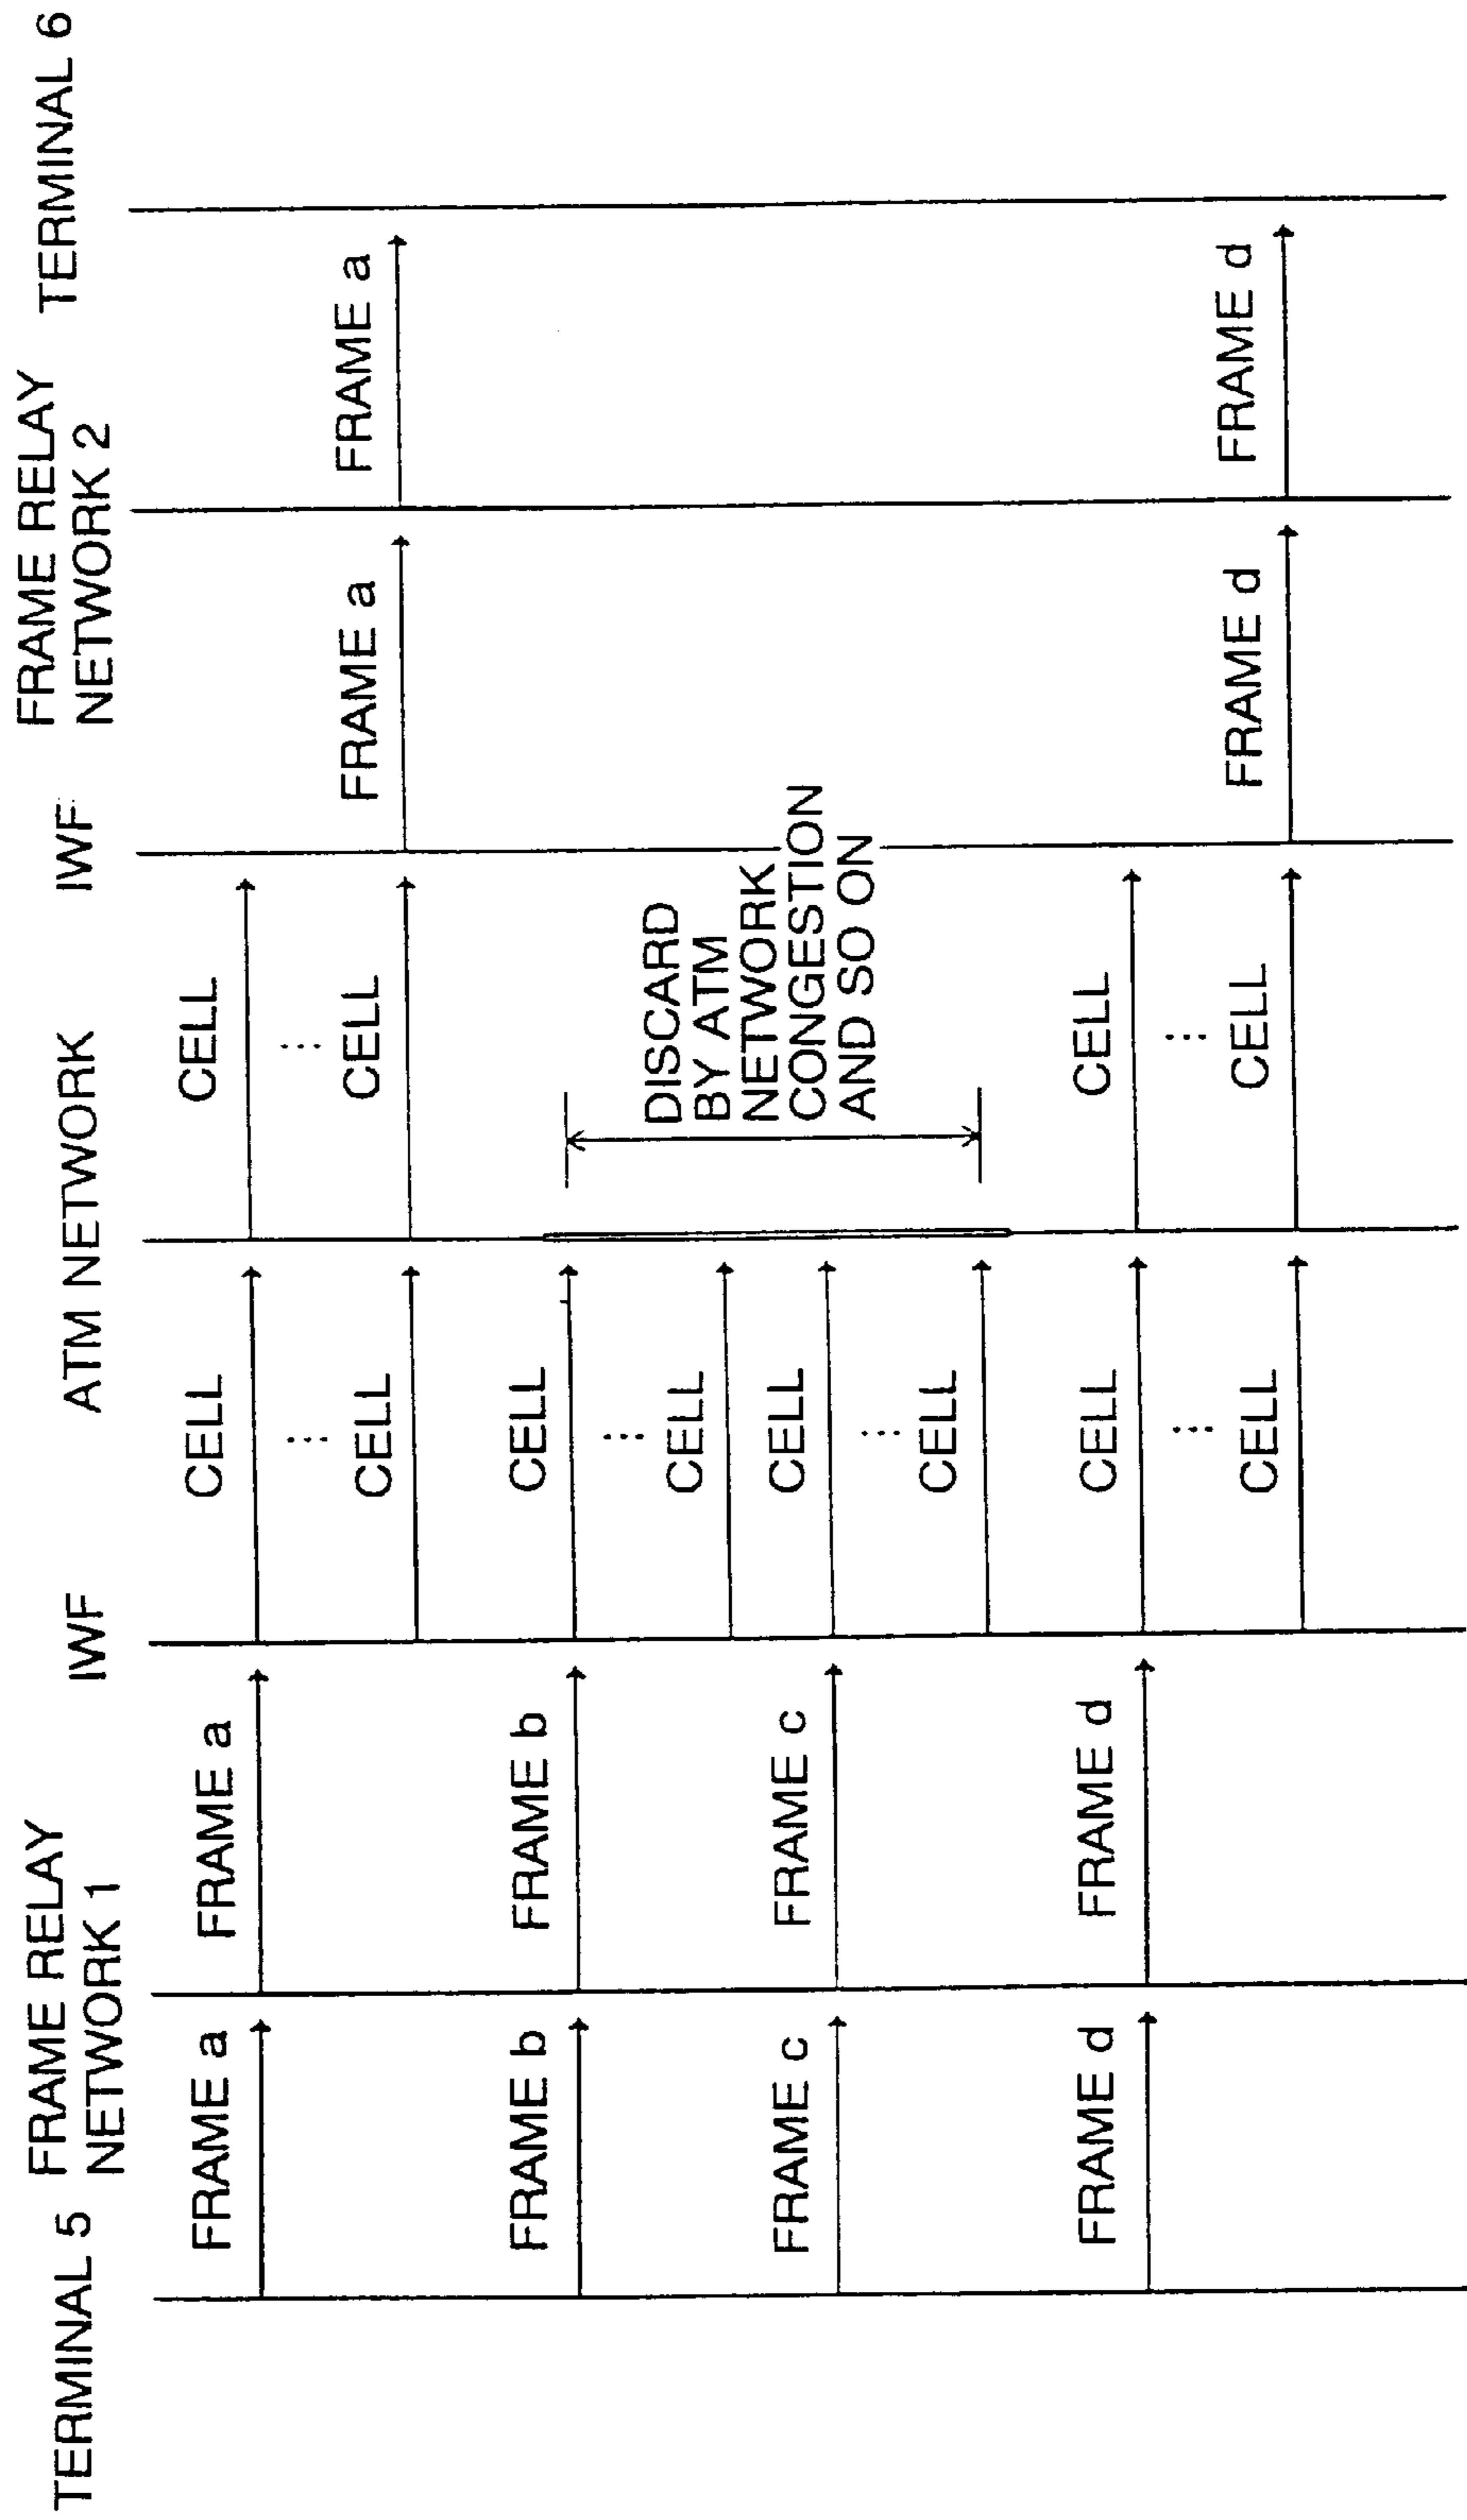 TERMINAL 5
FRAME RELAY
NETWORK 1
IWF
ATM NETWORK
IWF
FRAME RELAY
NETWORK 2
TERMINAL 6
FRAME a
FRAME a
CELL
CELL
CELL
CELL
FRAME a
FRAME a
FRAME b
FRAME b
CELL
CELL
DISCARD
BY ATM
NETWORK
CONGESTION
AND SO ON
FRAME c
FRAME c
CELL
CELL
FRAME d
FRAME d
CELL
CELL
CELL
CELL
FRAME d
FRAME d